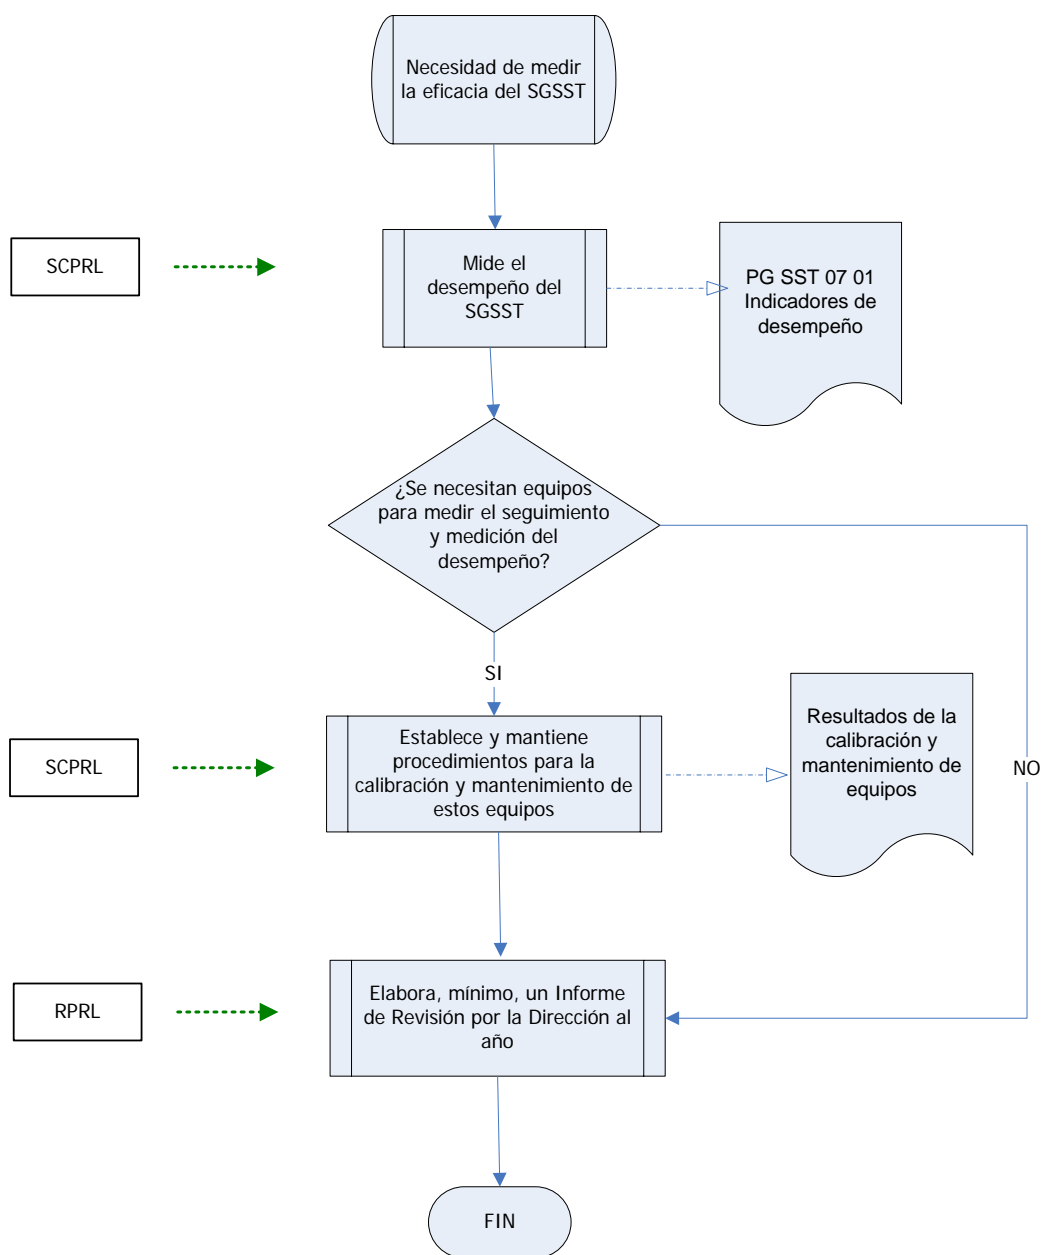 Necesidad de medir
la eficacia del SGSST
SCPRL
Mide el
desempeño del
SGSST
PG SST 07 01
Indicadores de
desempeño
¿Se necesitan equipos
para medir el seguimiento
y medición del
desempeño?
SI
NO
SCPRL
Establece y mantiene
procedimientos para la
calibración y mantenimiento de
estos equipos
Resultados de la
calibración y
mantenimiento de
equipos
RPRL
Elabora, mínimo, un Informe
de Revisión por la Dirección al
año
FIN